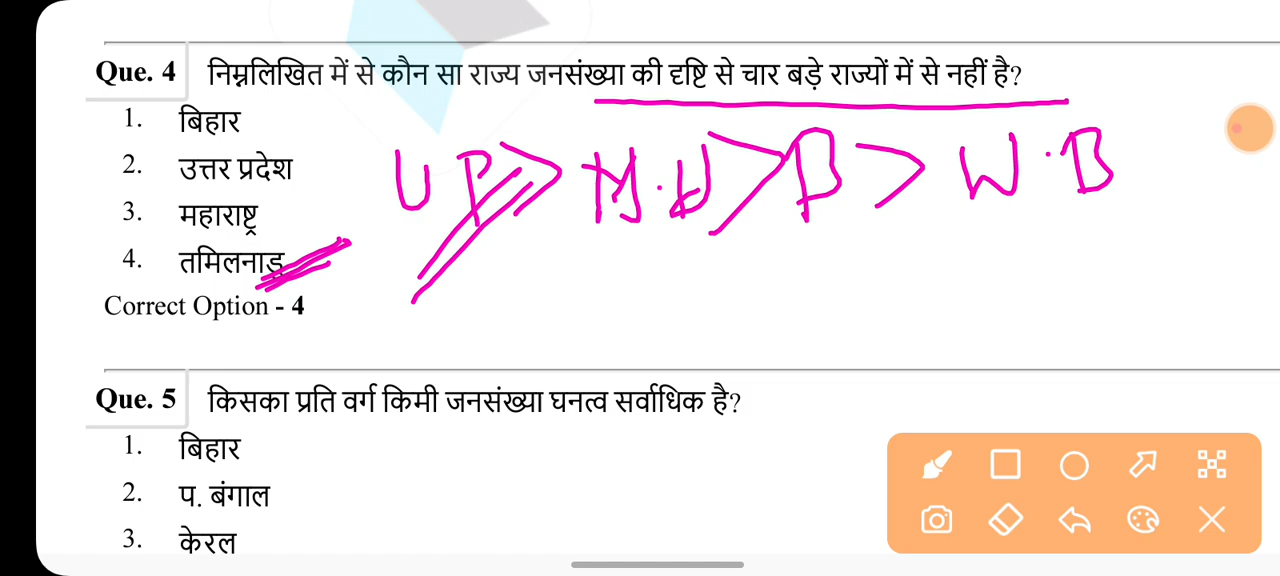 Que. 4 निम्नलिखित में से कौन सा राज्य जनसंख्या की दृष्टि से चार बड़े राज्यों में से नहीं है?
1. बिहार
UP > M.H > B > W.B
2. उत्तर प्रदेश
3. महाराष्ट्र
4. तमिलनाडु
Correct Option - 4
Que. 5 किसका प्रति वर्ग किमी जनसंख्या घनत्व सर्वाधिक है?
1. बिहार
2. प. बंगाल
3. केरल